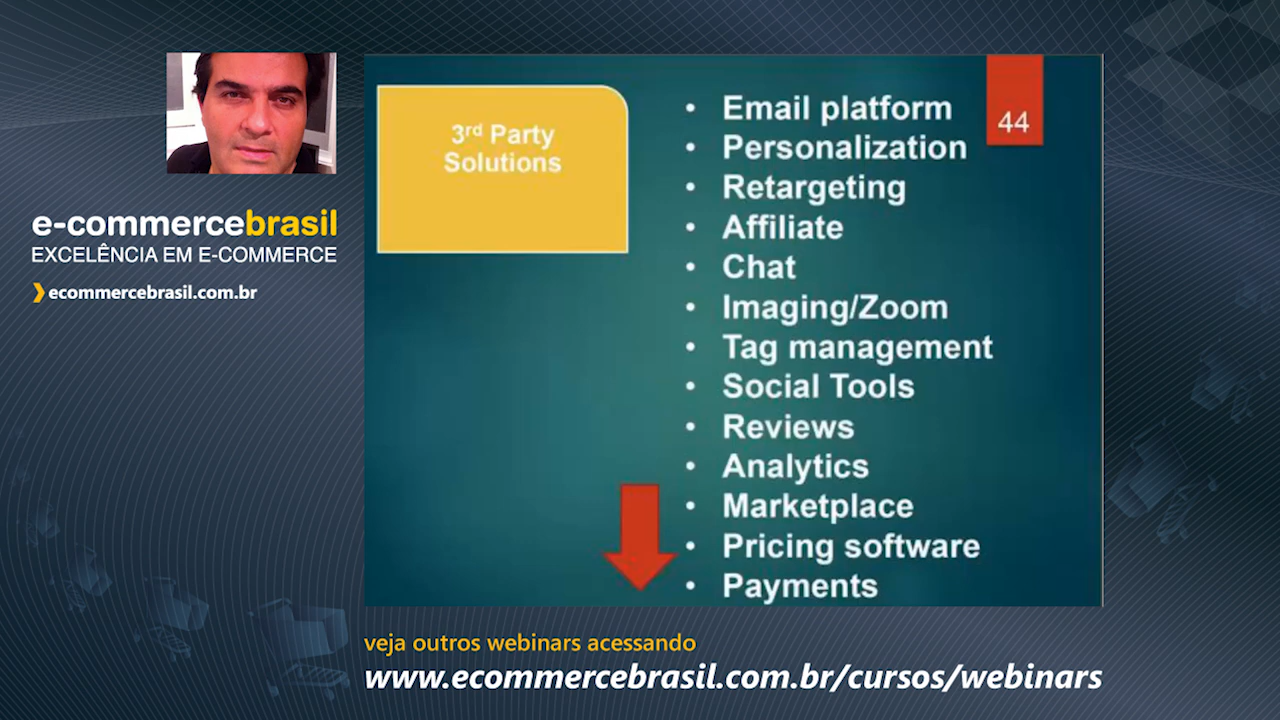 e-commercebrasil
EXCELÊNCIA EM E-COMMERCE
ecommercebrasil.com.br
3rd Party
Solutions
44
• Email platform
• Personalization
• Retargeting
• Affiliate
• Chat
• Imaging/Zoom
• Tag management
• Social Tools
• Reviews
• Analytics
• Marketplace
• Pricing software
• Payments
veja outros webinars acessando
www.ecommercebrasil.com.br/cursos/webinars